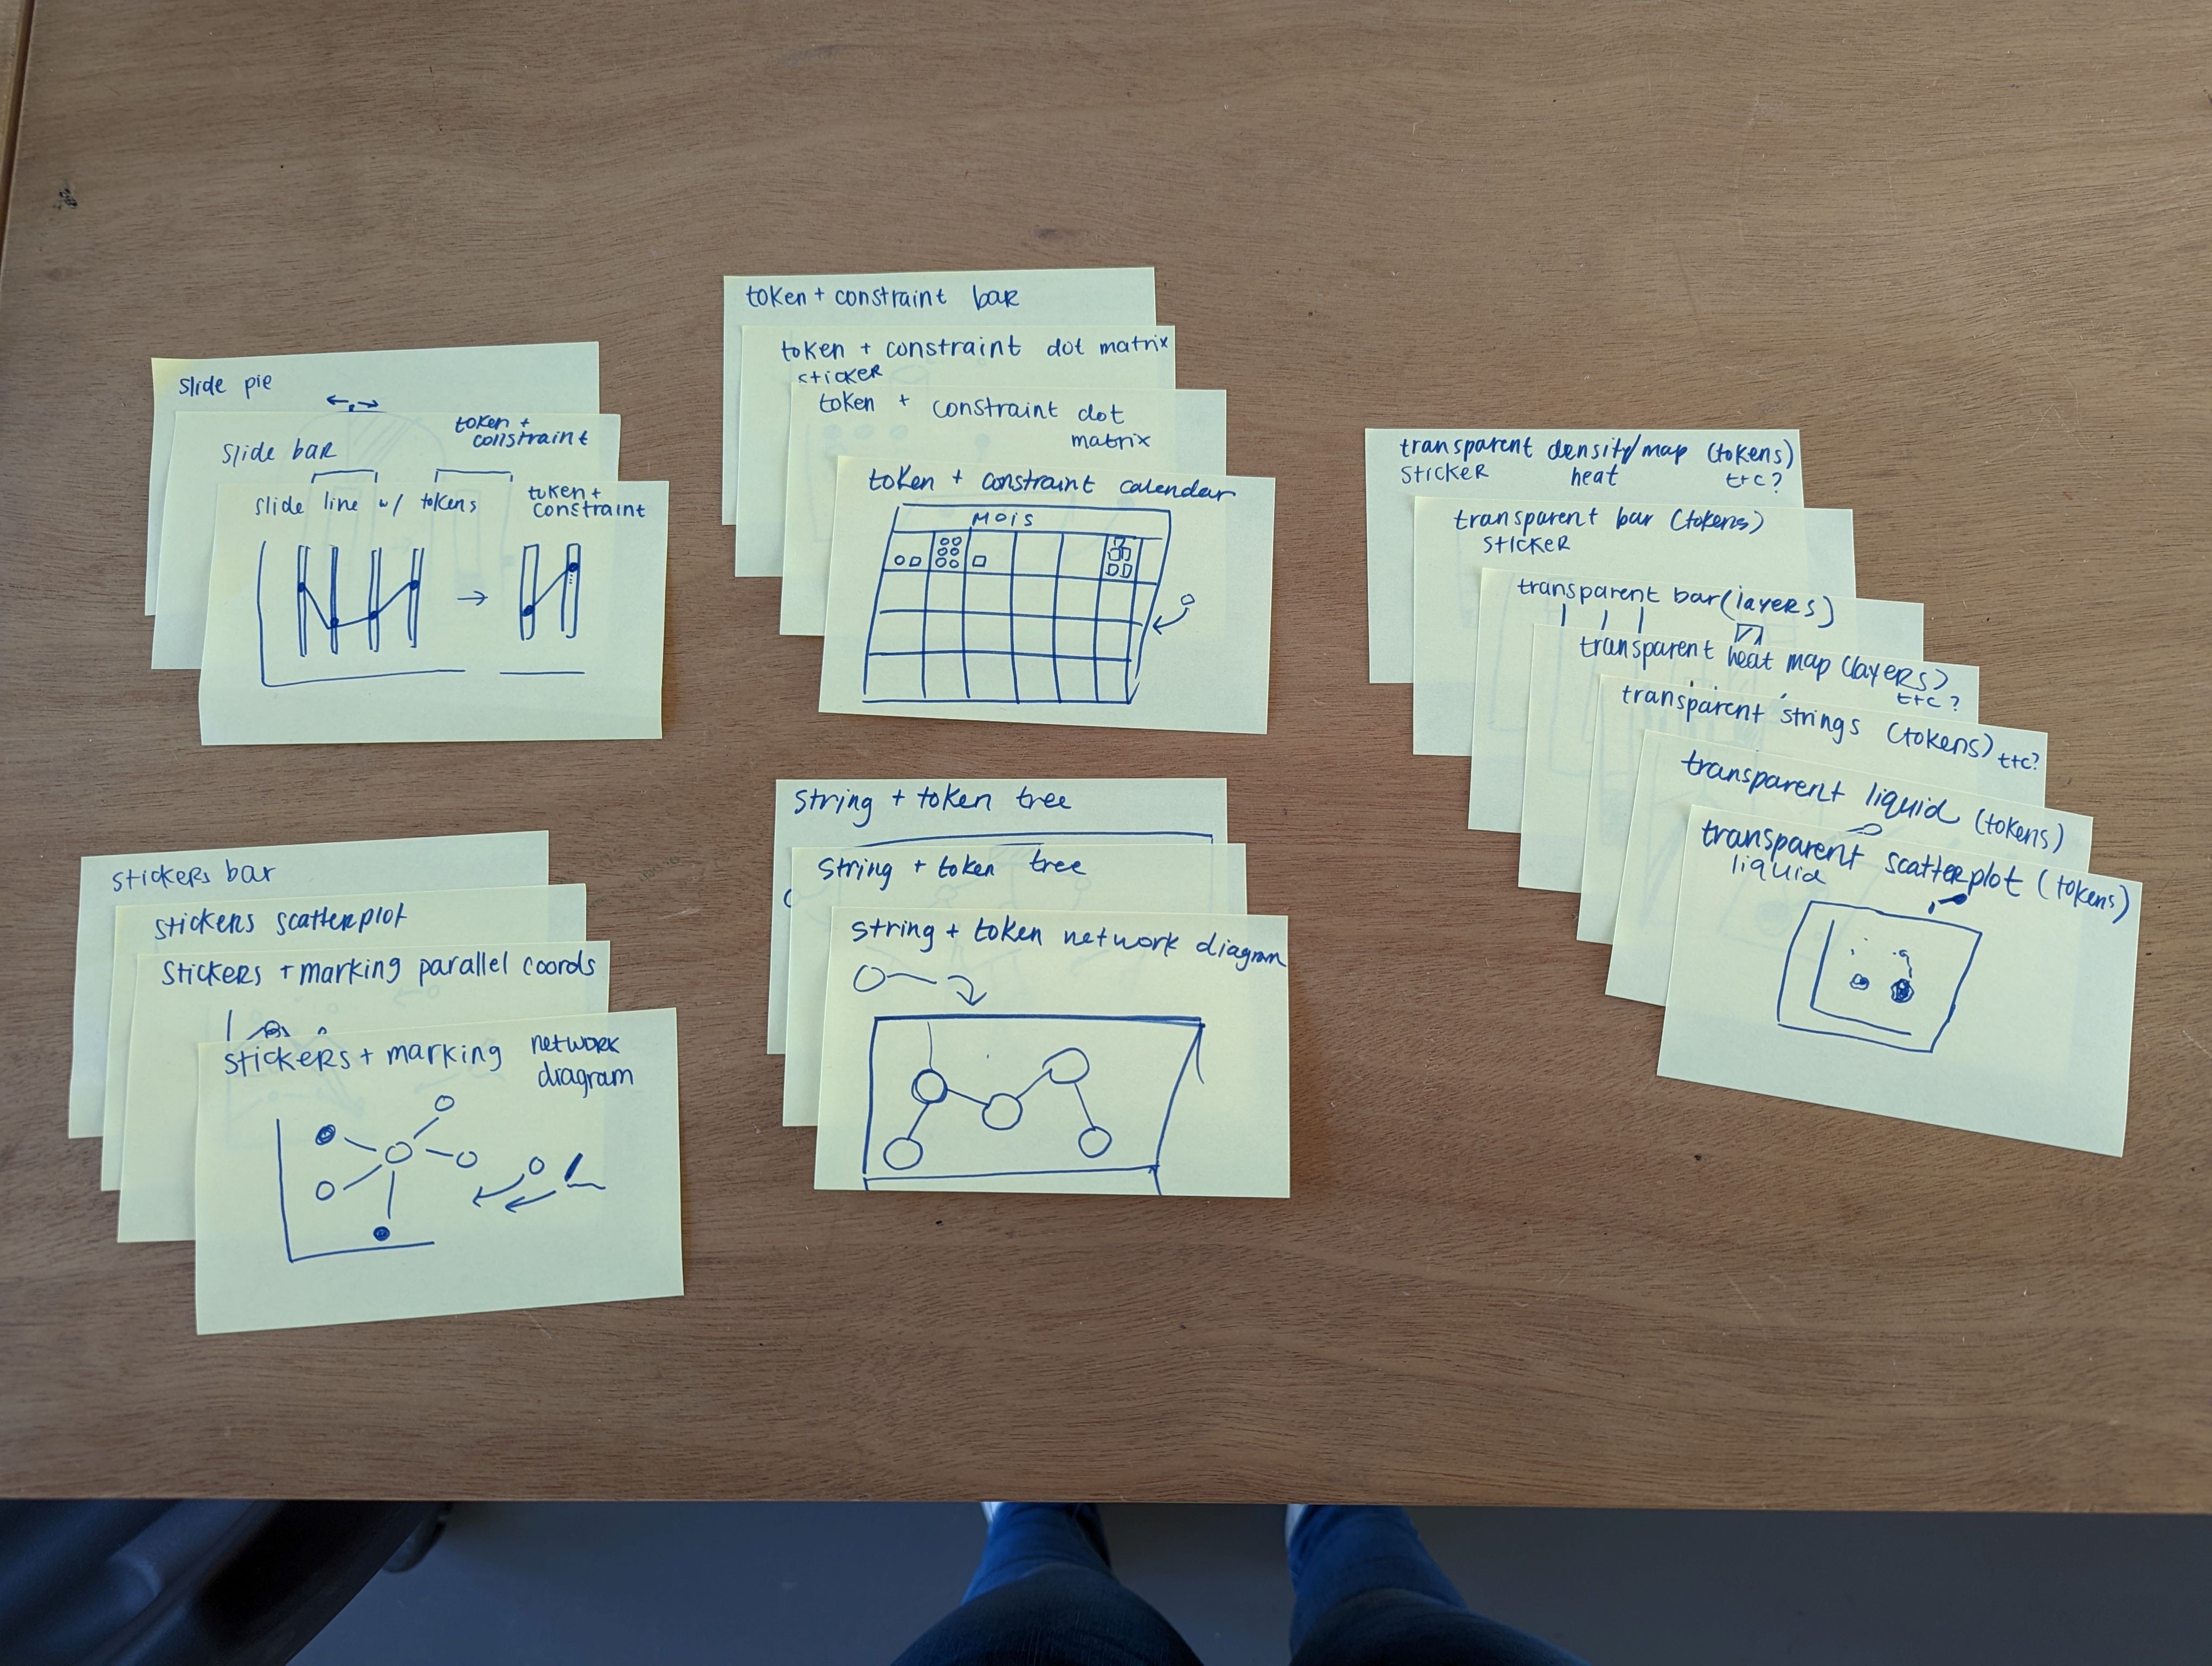 slide pie
slide bar
token +
constraint
slide line w/ tokens
token +
constraint
token + constraint bar
token + constraint dot matrix
sticker
token + constraint dot
matrix
token + constraint calendar
MOIS
transparent density/map (tokens)
sticker heat t+c ?
transparent bar (tokens)
sticker
transparent bar (layers)
transparent heat map (layers)
t+c ?
transparent strings (tokens) t+c?
transparent liquid (tokens)
transparent scatterplot (tokens)
liquid
stickers bar
stickers scatterplot
stickers + marking parallel coords
stickers + marking network
diagram
string + token tree
string + token tree
string + token network diagram